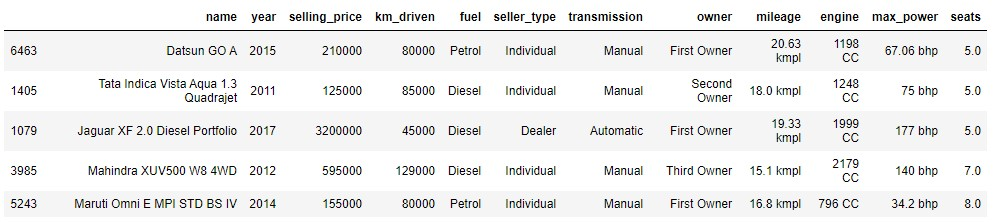 name year selling_price km_driven fuel seller_type transmission owner mileage engine max_power seats
6463 Datsun GO A 2015 210000 80000 Petrol Individual Manual First Owner 20.63 kmpl 1198 CC 67.06 bhp 5.0
1405 Tata Indica Vista Aqua 1.3 Quadrajet 2011 125000 85000 Diesel Individual Manual Second Owner 18.0 kmpl 1248 CC 75 bhp 5.0
1079 Jaguar XF 2.0 Diesel Portfolio 2017 3200000 45000 Diesel Dealer Automatic First Owner 19.33 kmpl 1999 CC 177 bhp 5.0
3985 Mahindra XUV500 W8 4WD 2012 595000 129000 Diesel Individual Manual Third Owner 15.1 kmpl 2179 CC 140 bhp 7.0
5243 Maruti Omni E MPI STD BS IV 2014 155000 80000 Petrol Individual Manual First Owner 16.8 kmpl 796 CC 34.2 bhp 8.0